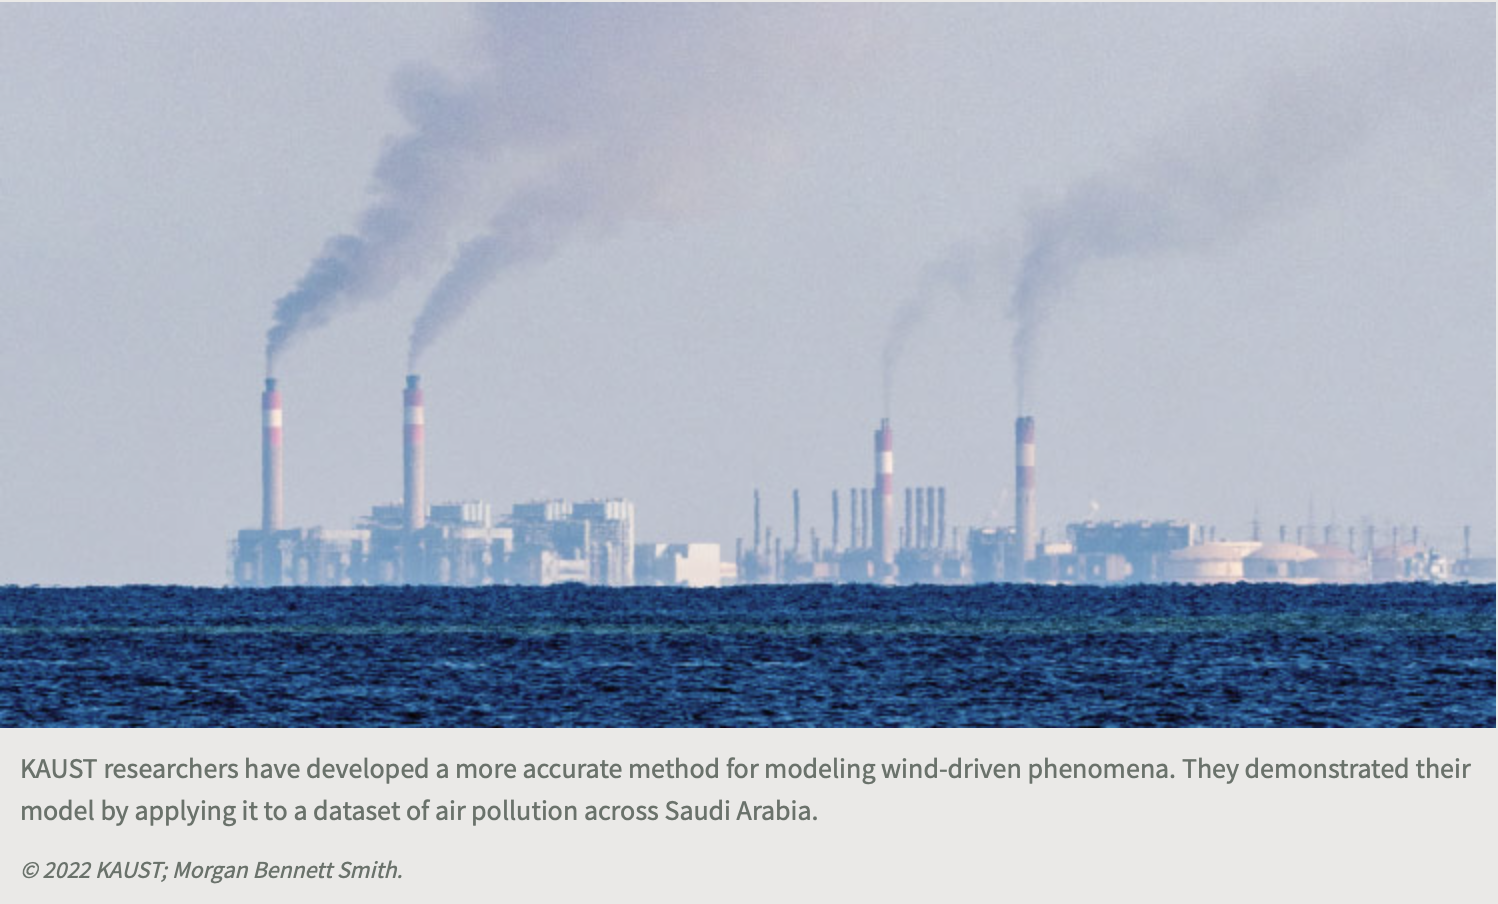 KAUST researchers have developed a more accurate method for modeling wind-driven phenomena. They demonstrated their
model by applying it to a dataset of air pollution across Saudi Arabia.
© 2022 KAUST; Morgan Bennett Smith.